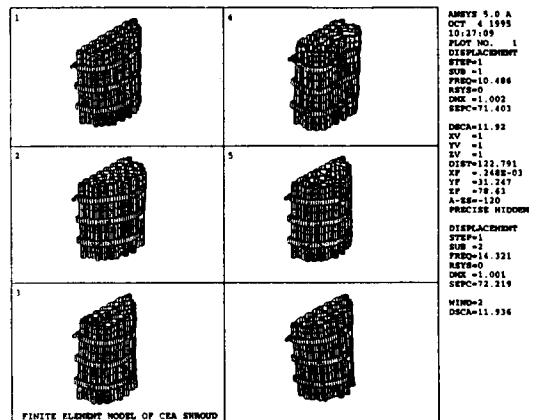 1
4
2
5
3
FINITE ELEMENT MODEL OF CEA SHROUD
ANSYS 5.0 A
OCT 4 1995
10:27:09
PLOT NO. 1
DISPLACEMENT
STEP=1
SUB =1
FREQ=10.486
RSYS=0
DMX =1.002
SEPC=71.403
DSCA=11.92
XV =1
YV =1
ZV =1
DIST=122.791
XF =.248E-03
YF =31.247
ZF =78.63
A-ZS=-120
PRECISE HIDDEN
DISPLACEMENT
STEP=1
SUB =2
FREQ=14.321
RSYS=0
DMX =1.001
SEPC=72.219
WIND=2
DSCA=11.936